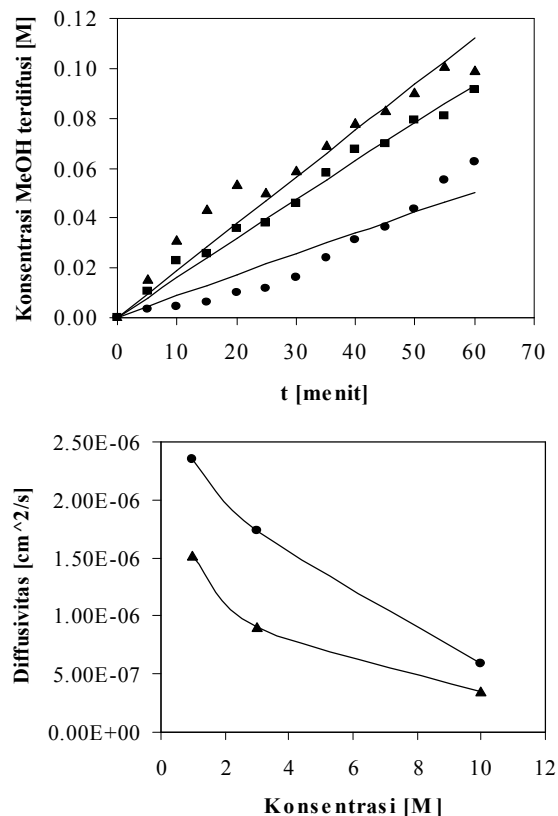 Konsentrasi MeOH terdifusi [M]
0.12
0.10
0.08
0.06
0.04
0.02
0.00
0 10 20 30 40 50 60 70
t [menit]
Diffusivitas [cm^2/s]
2.50E-06
2.00E-06
1.50E-06
1.00E-06
5.00E-07
0.00E+00
0 2 4 6 8 10 12
Konsentrasi [M]